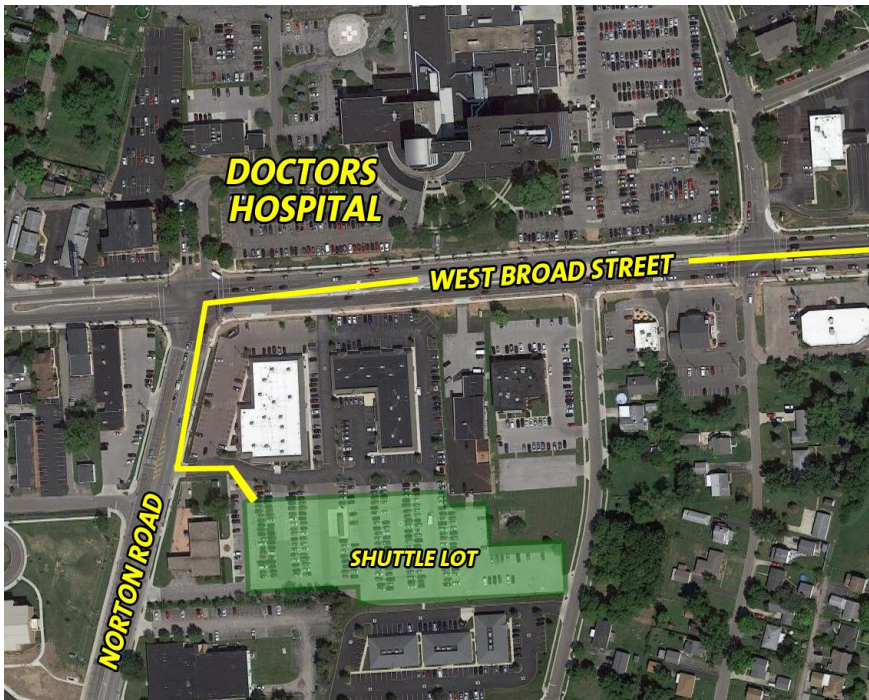 DOCTORS
HOSPITAL
WEST BROAD STREET
SHUTTLE LOT
NORTON ROAD